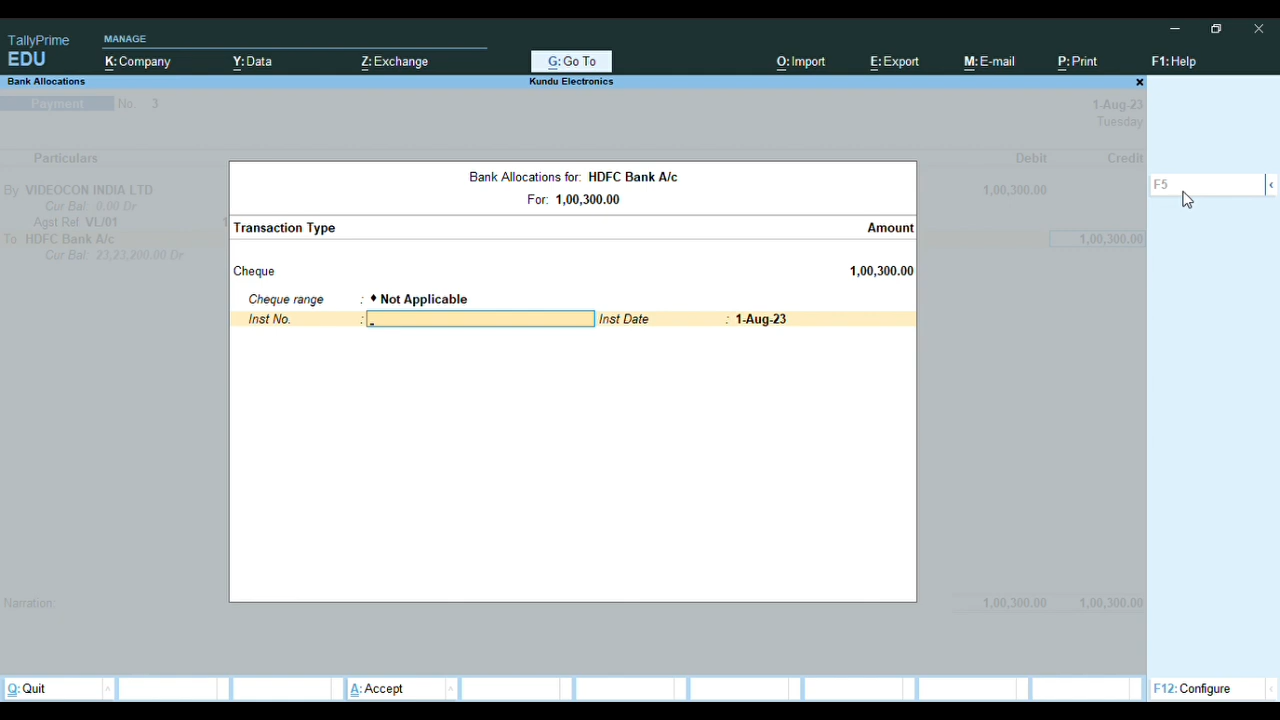 TallyPrime
EDU
MANAGE
K: Company Y: Data Z: Exchange G: Go To O: Import E: Export M: E-mail P: Print F1: Help
Bank Allocations Kundu Electronics x
Payment No. 3 1-Aug-23
Tuesday
Particulars Debit Credit
By VIDEOCON INDIA LTD 1,00,300.00
Cur Bal: 0.00 Dr
Agst Ref VL/01 1
To HDFC Bank A/c 1,00,300.00
Cur Bal: 23,23,200.00 Dr
Bank Allocations for: HDFC Bank A/c
For: 1,00,300.00
Transaction Type Amount
Cheque 1,00,300.00
Cheque range : ♦ Not Applicable
Inst No. : Inst Date : 1-Aug-23
F5
Narration: 1,00,300.00 1,00,300.00
Q: Quit A: Accept F12: Configure